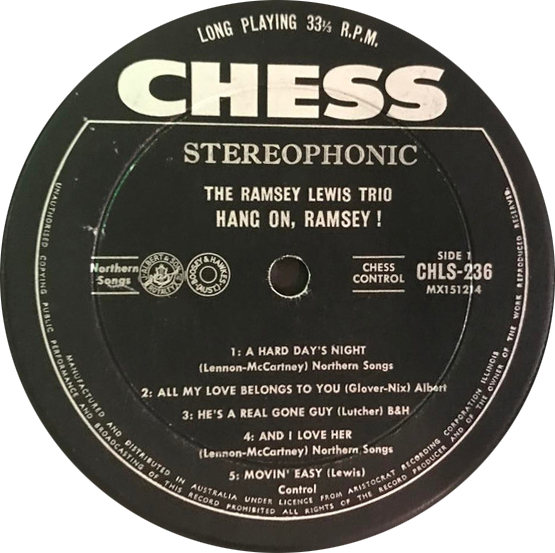 LONG PLAYING 33⅓ R.P.M.
CHESS
STEREOPHONIC
THE RAMSEY LEWIS TRIO
HANG ON, RAMSEY !
Northern Songs
ALBERT & SON
BOOSEY & HAWKES
(AUST)
CHESS CONTROL
SIDE 1
CHLS-236
MX151214
1: A HARD DAY'S NIGHT
(Lennon-McCartney) Northern Songs
2: ALL MY LOVE BELONGS TO YOU (Glover-Nix) Albert
3: HE'S A REAL GONE GUY (Lutcher) B&H
4: AND I LOVE HER
(Lennon-McCartney) Northern Songs
5: MOVIN' EASY (Lewis)
Control
MANUFACTURED AND DISTRIBUTED IN AUSTRALIA UNDER LICENCE FROM ARISTOCRAT RECORDING CORPORATION ILLINOIS
UNAUTHORISED COPYING PUBLIC PERFORMANCE AND BROADCASTING OF THIS RECORD PROHIBITED ALL RIGHTS OF THE RECORD PRODUCER AND OF THE OWNER OF THE WORK REPRODUCED RESERVED